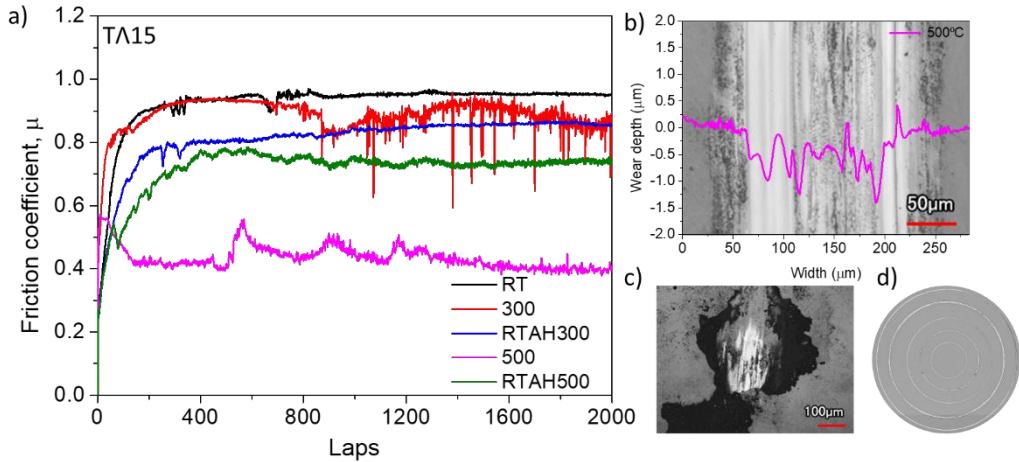 a)
TΛ15
Friction coefficient, μ
1.2
1.0
0.8
0.6
0.4
0.2
0.0
0
400
800
1200
1600
2000
Laps
RT
300
RTAH300
500
RTAH500
b)
500ºC
Wear depth (μm)
2.0
1.5
1.0
0.5
0.0
-0.5
-1.0
-1.5
-2.0
50μm
0
50
100
150
200
250
Width (μm)
c)
100μm
d)